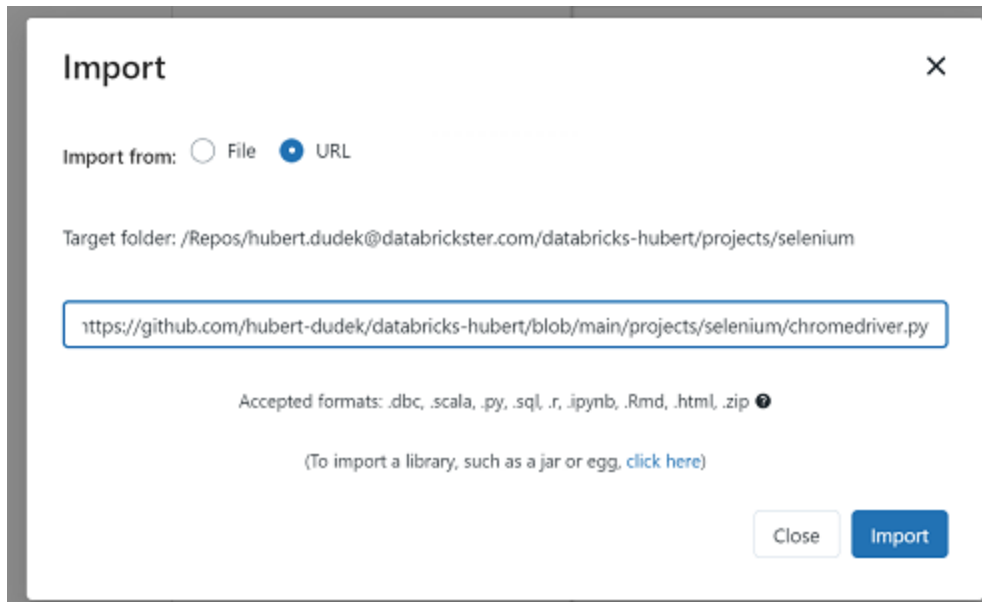 Import
Import from: File URL
Target folder: /Repos/hubert.dudek@databrickster.com/databricks-hubert/projects/selenium
ttps://github.com/hubert-dudek/databricks-hubert/blob/main/projects/selenium/chromedriver.py
Accepted formats: .dbc, .scala, .py, .sql, .r, .ipynb, .Rmd, .html, .zip
(To import a library, such as a jar or egg, click here)
Close Import